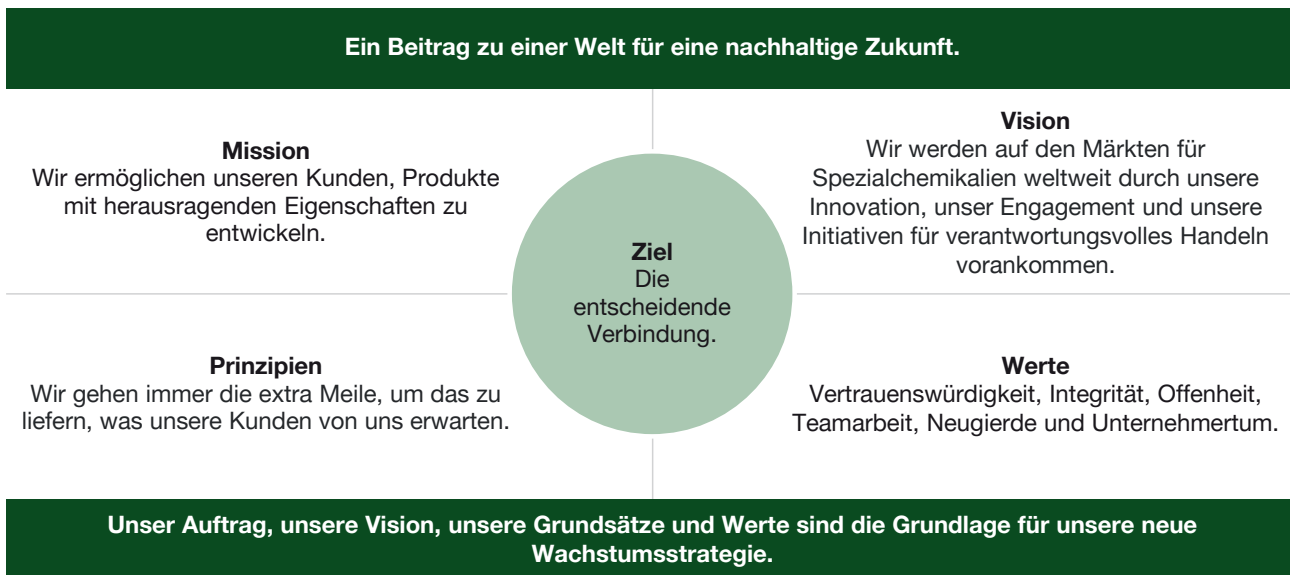 Ein Beitrag zu einer Welt für eine nachhaltige Zukunft.
Mission
Wir ermöglichen unseren Kunden, Produkte
mit herausragenden Eigenschaften zu
entwickeln.
Vision
Wir werden auf den Märkten für
Spezialchemikalien weltweit durch unsere
Innovation, unser Engagement und unsere
Initiativen für verantwortungsvolles Handeln
vorankommen.
Ziel
Die
entscheidende
Verbindung.
Prinzipien
Wir gehen immer die extra Meile, um das zu
liefern, was unsere Kunden von uns erwarten.
Werte
Vertrauenswürdigkeit, Integrität, Offenheit,
Teamarbeit, Neugierde und Unternehmertum.
Unser Auftrag, unsere Vision, unsere Grundsätze und Werte sind die Grundlage für unsere neue
Wachstumsstrategie.